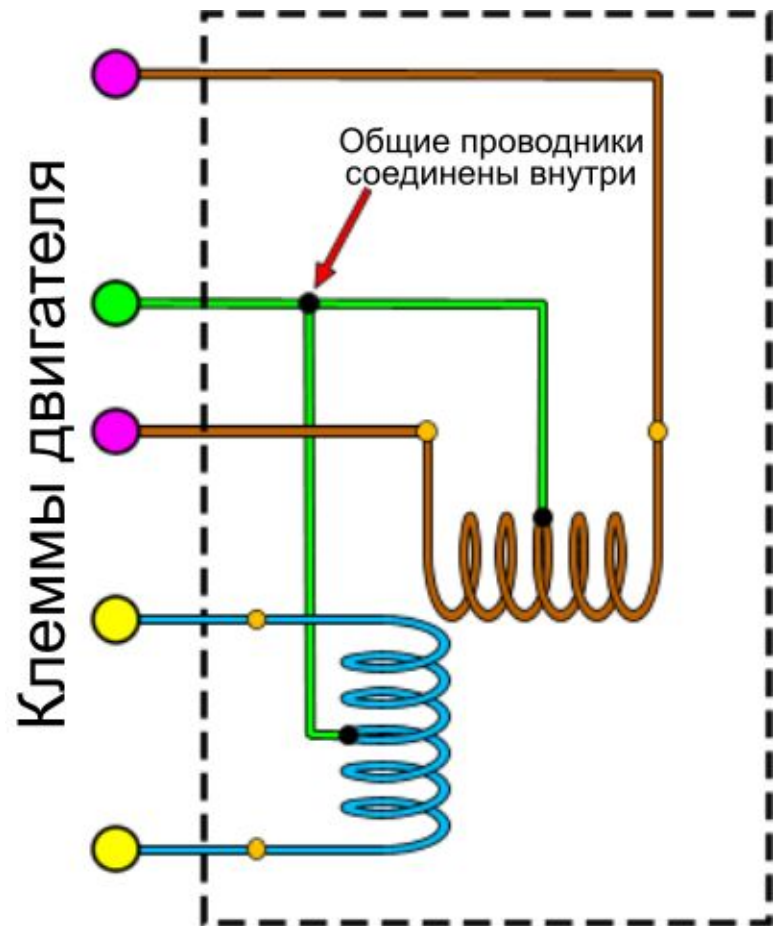 Общие проводники
соединены внутри
Клеммы двигателя